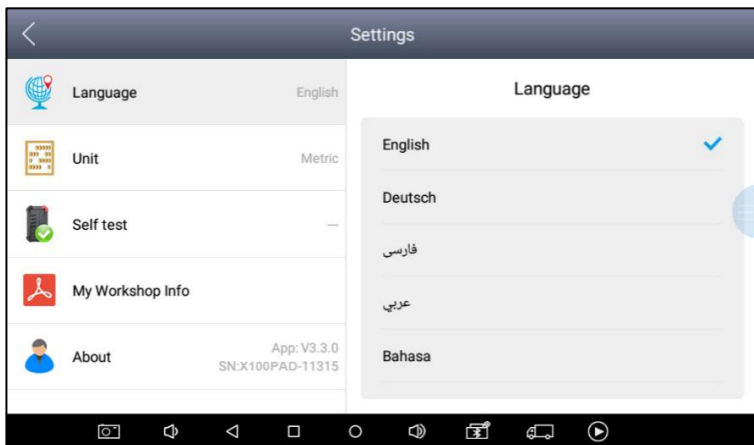 Settings
Language English
Unit Metric
Self test —
My Workshop Info
About App: V3.3.0
SN:X100PAD-11315
Language
English
Deutsch
فارسی
عربي
Bahasa